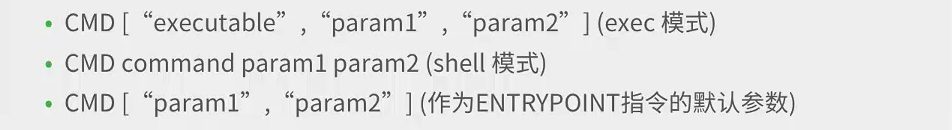 • CMD [ “executable” , “param1” , “param2” ] (exec 模式)
• CMD command param1 param2 (shell 模式)
• CMD [ “param1” , “param2” ] (作为ENTRYPOINT指令的默认参数)